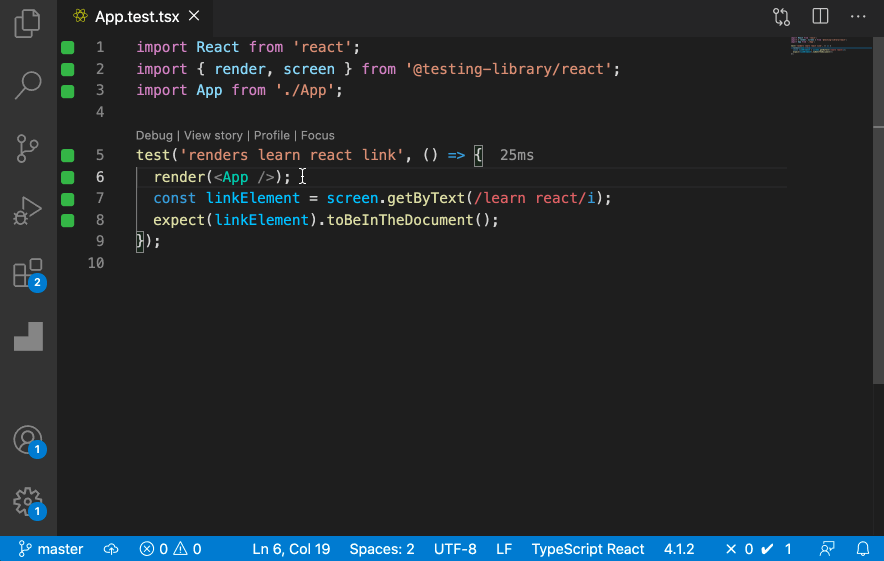 App.test.tsx
1 import React from 'react';
2 import { render, screen } from '@testing-library/react';
3 import App from './App';
4
Debug | View story | Profile | Focus
5 test('renders learn react link', () => { 25ms
6 render(<App />);
7 const linkElement = screen.getByText(/learn react/i);
8 expect(linkElement).toBeInTheDocument();
9 });
10
2
1
1
master 0 0 Ln 6, Col 19 Spaces: 2 UTF-8 LF TypeScript React 4.1.2 0 1